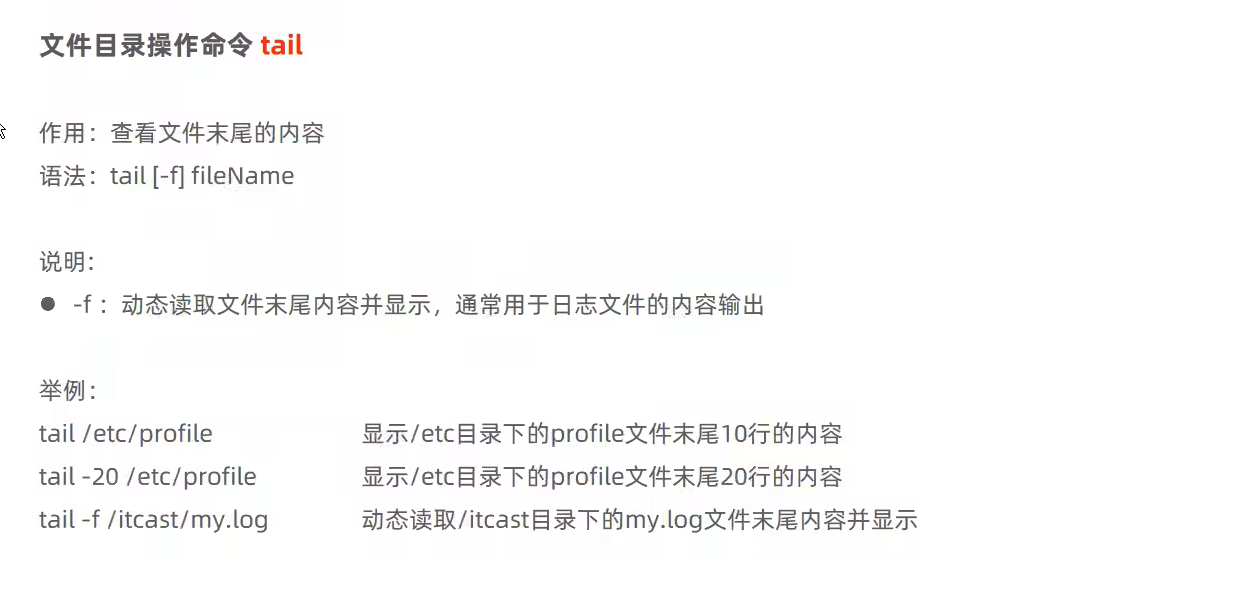 文件目录操作命令 tail
作用：查看文件末尾的内容
语法：tail [-f] fileName
说明：
● -f ：动态读取文件末尾内容并显示，通常用于日志文件的内容输出
举例：
tail /etc/profile 显示/etc目录下的profile文件末尾10行的内容
tail -20 /etc/profile 显示/etc目录下的profile文件末尾20行的内容
tail -f /itcast/my.log 动态读取/itcast目录下的my.log文件末尾内容并显示